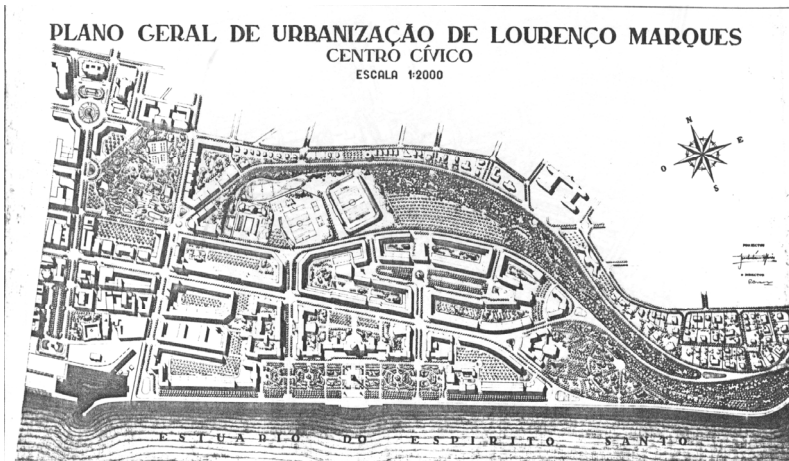 PLANO GERAL DE URBANIZAÇÃO DE LOURENÇO MARQUES
CENTRO CÍVICO
ESCALA 1:2000
N
E
O
S
ESTUARIO DO ESPIRITO SANTO